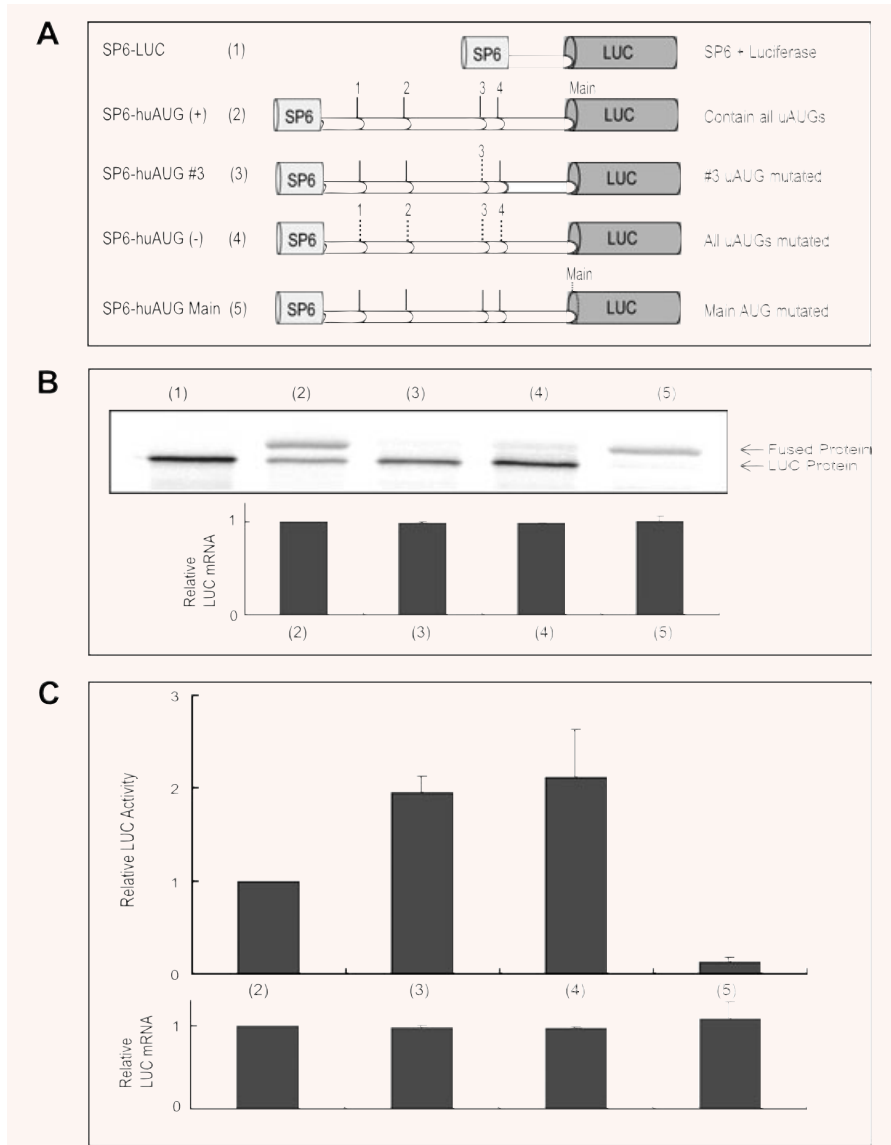 A
SP6-LUC (1) SP6 LUC SP6 + Luciferase
1 2 3 4 Main
SP6-huAUG (+) (2) SP6 LUC Contain all uAUGs
3
SP6-huAUG #3 (3) SP6 LUC #3 uAUG mutated
1 2 3 4
SP6-huAUG (-) (4) SP6 LUC All uAUGs mutated
Main
SP6-huAUG Main (5) SP6 LUC Main AUG mutated
B
(1) (2) (3) (4) (5)
← Fused Protein
← LUC Protein
Relative
LUC mRNA
1
0
(2) (3) (4) (5)
C
Relative LUC Activity
3
2
1
0
(2) (3) (4) (5)
Relative
LUC mRNA
1
0